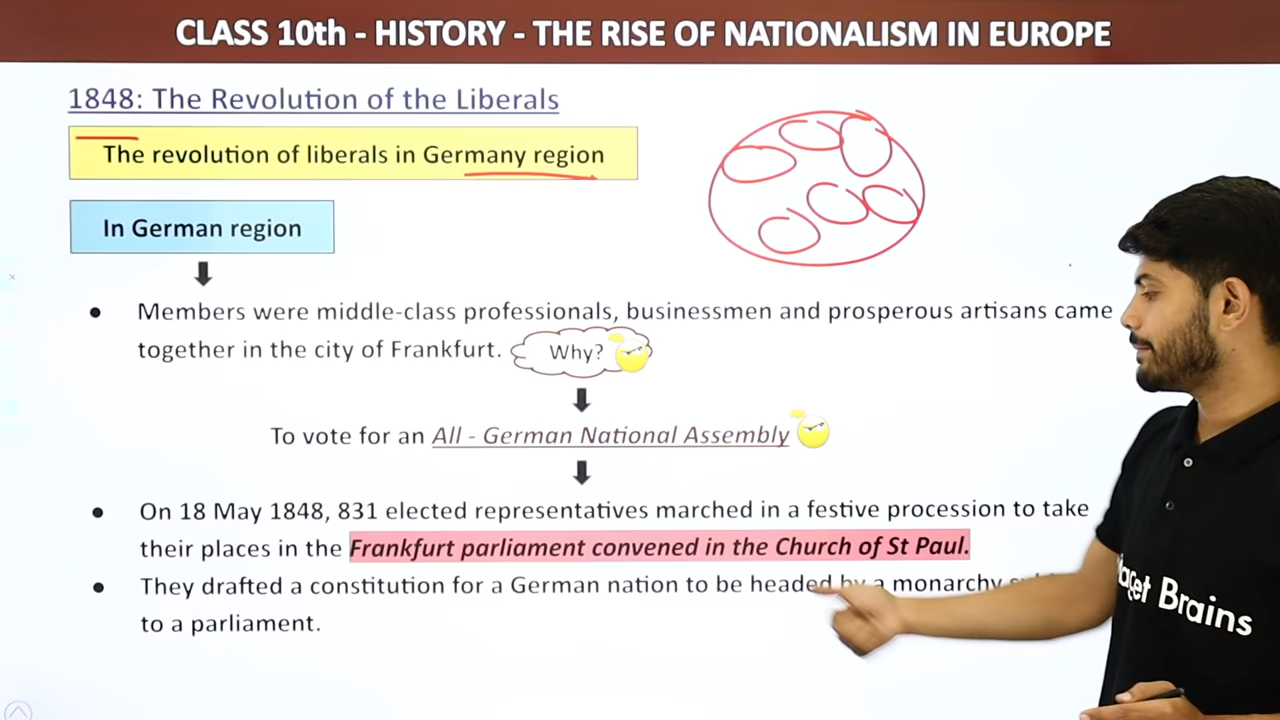 CLASS 10th - HISTORY - THE RISE OF NATIONALISM IN EUROPE
1848: The Revolution of the Liberals
The revolution of liberals in Germany region
In German region
● Members were middle-class professionals, businessmen and prosperous artisans came
together in the city of Frankfurt. Why?
To vote for an All - German National Assembly
● On 18 May 1848, 831 elected representatives marched in a festive procession to take
their places in the Frankfurt parliament convened in the Church of St Paul.
● They drafted a constitution for a German nation to be headed by a monarchy
to a parliament.
Brains